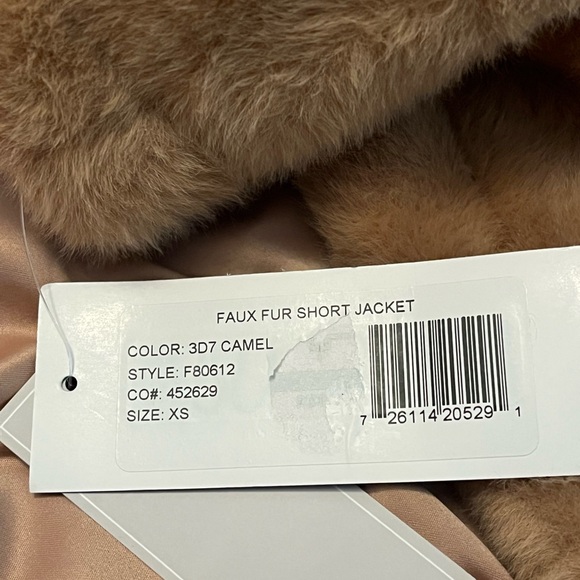 FAUX FUR SHORT JACKET
COLOR: 3D7 CAMEL
STYLE: F80612
CO#: 452629
SIZE: XS
7 26114 20529 1